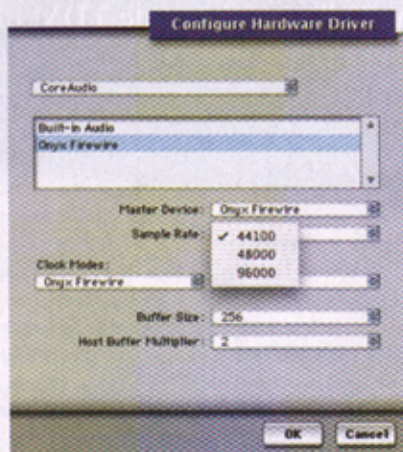 Configure Hardware Driver
CoreAudio
Built-in Audio
Onyx Firewire
Master Device: Onyx Firewire
Sample Rate: ✓ 44100
48000
96000
Clock Modes:
Onyx Firewire
Buffer Size: 256
Host Buffer Multiplier: 2
OK Cancel